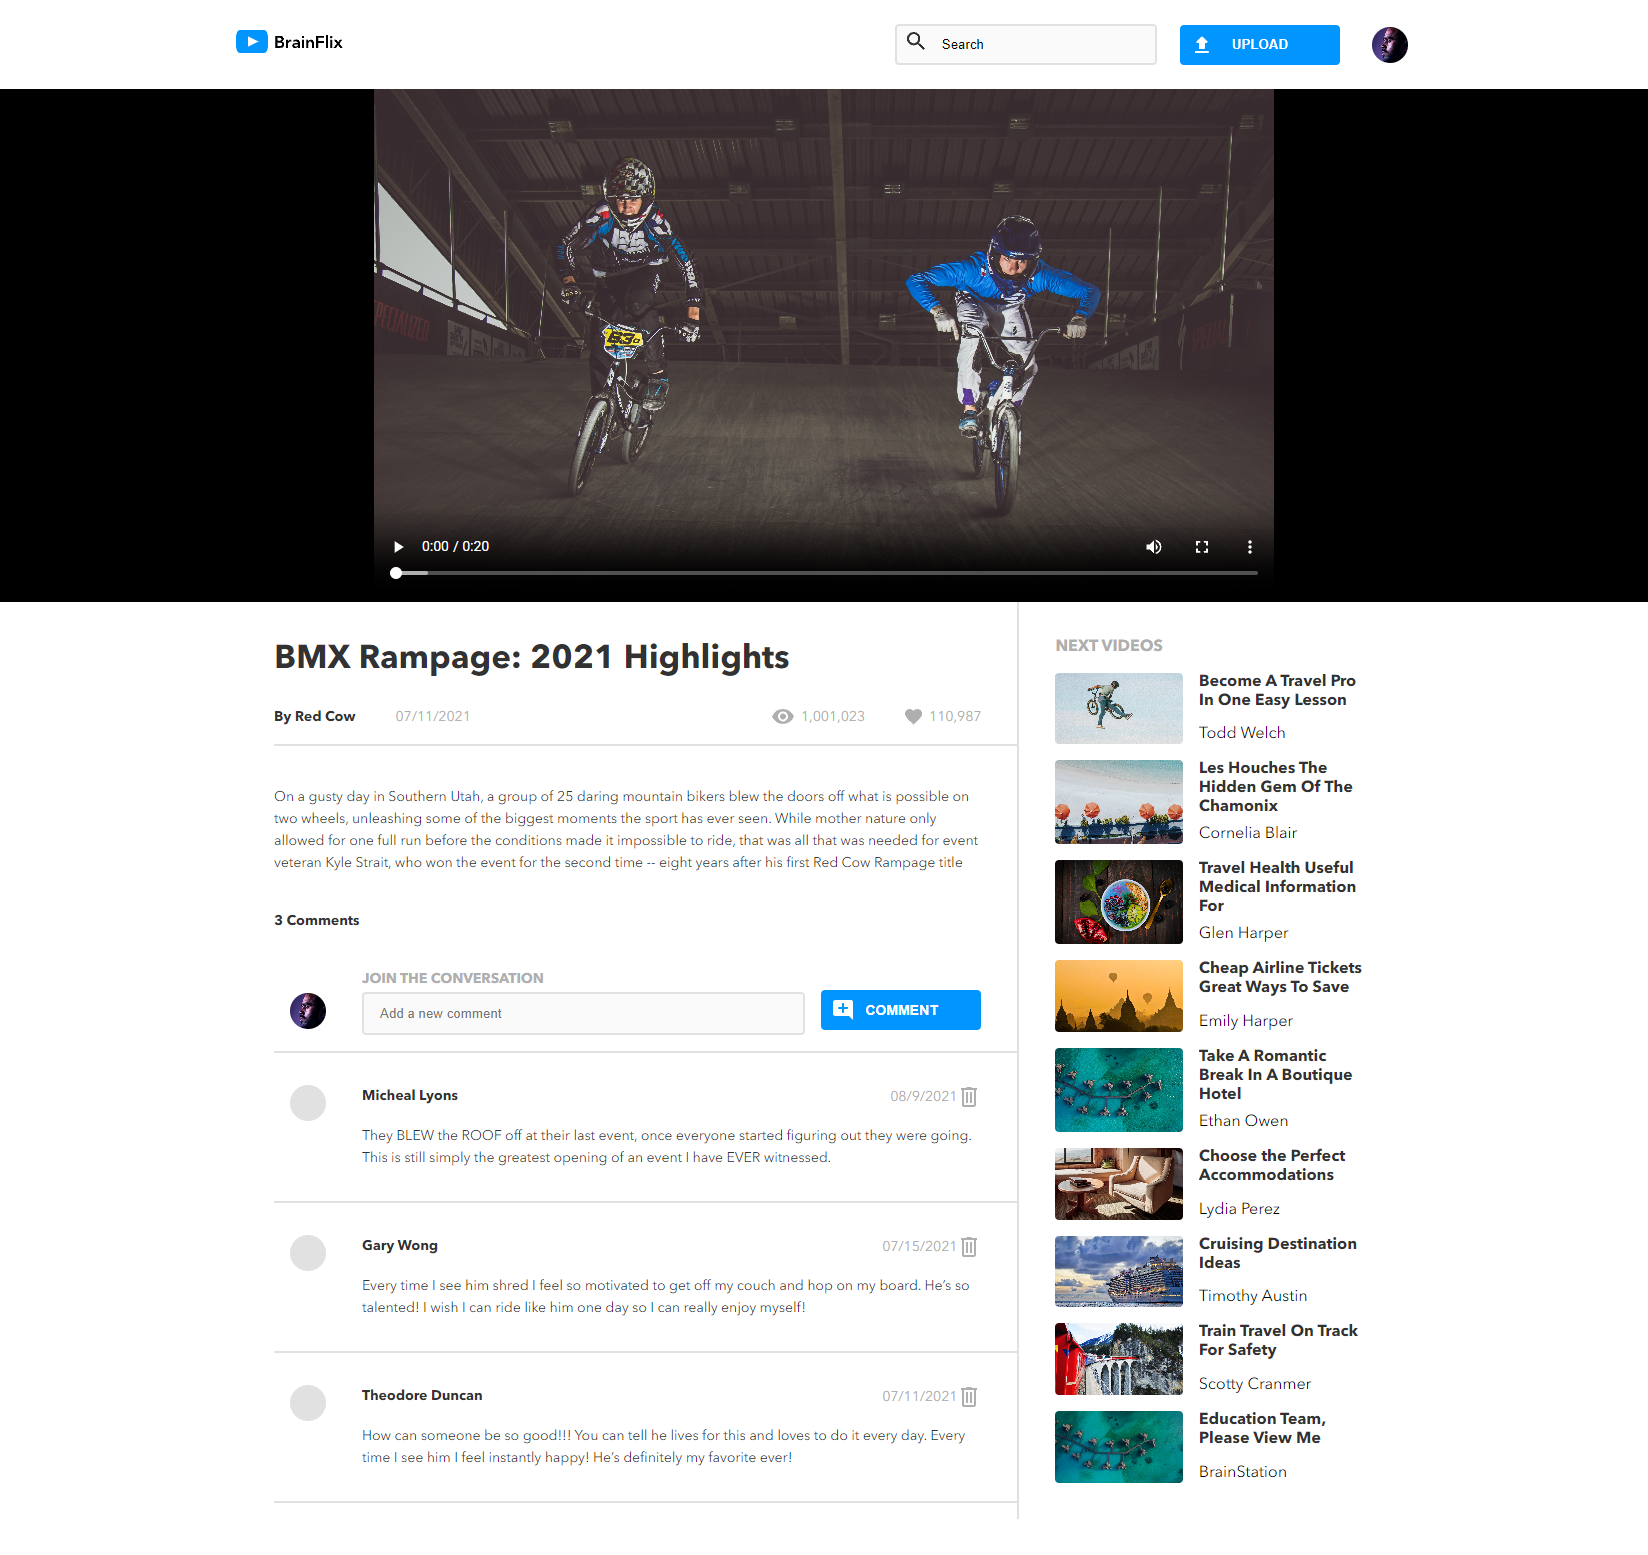 BrainFlix
Search
UPLOAD
SPECIALIZED
0:00 / 0:20
BMX Rampage: 2021 Highlights
By Red Cow
07/11/2021
1,001,023
110,987
On a gusty day in Southern Utah, a group of 25 daring mountain bikers blew the doors off what is possible on
two wheels, unleashing some of the biggest moments the sport has ever seen. While mother nature only
allowed for one full run before the conditions made it impossible to ride, that was all that was needed for event
veteran Kyle Strait, who won the event for the second time -- eight years after his first Red Cow Rampage title
3 Comments
JOIN THE CONVERSATION
Add a new comment
COMMENT
Micheal Lyons
08/9/2021
They BLEW the ROOF off at their last event, once everyone started figuring out they were going.
This is still simply the greatest opening of an event I have EVER witnessed.
Gary Wong
07/15/2021
Every time I see him shred I feel so motivated to get off my couch and hop on my board. He’s so
talented! I wish I can ride like him one day so I can really enjoy myself!
Theodore Duncan
07/11/2021
How can someone be so good!!! You can tell he lives for this and loves to do it every day. Every
time I see him I feel instantly happy! He’s definitely my favorite ever!
NEXT VIDEOS
Become A Travel Pro
In One Easy Lesson
Todd Welch
Les Houches The
Hidden Gem Of The
Chamonix
Cornelia Blair
Travel Health Useful
Medical Information
For
Glen Harper
Cheap Airline Tickets
Great Ways To Save
Emily Harper
Take A Romantic
Break In A Boutique
Hotel
Ethan Owen
Choose the Perfect
Accommodations
Lydia Perez
Cruising Destination
Ideas
Timothy Austin
Train Travel On Track
For Safety
Scotty Cranmer
Education Team,
Please View Me
BrainStation